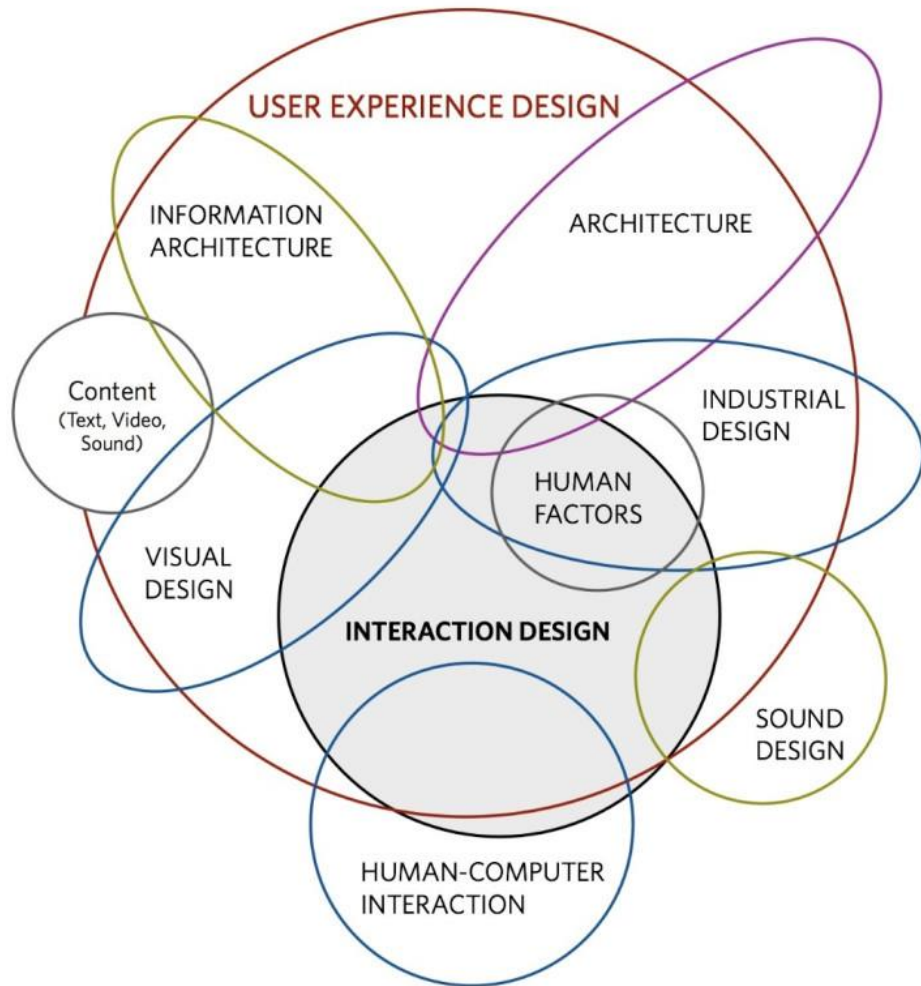 USER EXPERIENCE DESIGN
INFORMATION
ARCHITECTURE
ARCHITECTURE
Content
(Text, Video,
Sound)
INDUSTRIAL
DESIGN
HUMAN
FACTORS
VISUAL
DESIGN
INTERACTION DESIGN
SOUND
DESIGN
HUMAN-COMPUTER
INTERACTION